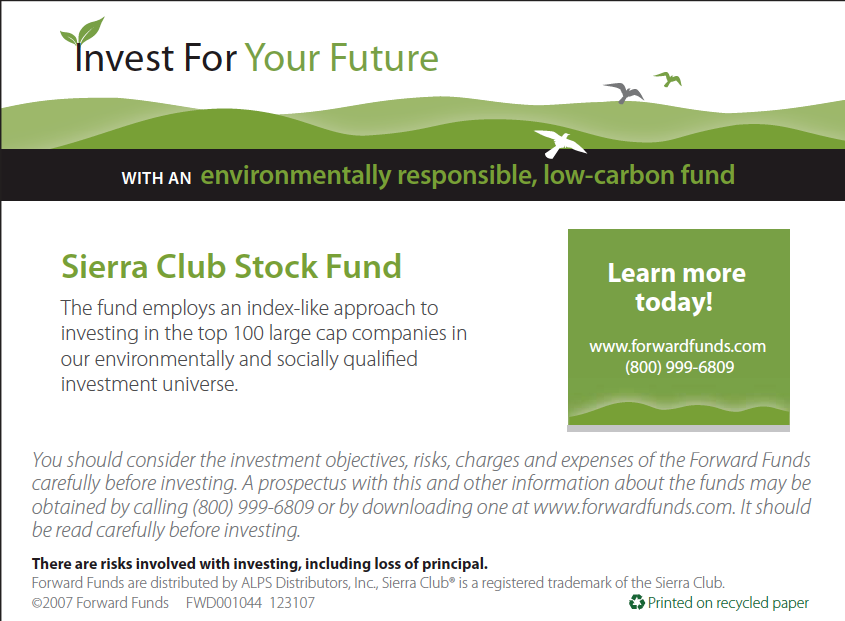 Invest For Your Future
WITH AN environmentally responsible, low-carbon fund
Sierra Club Stock Fund
The fund employs an index-like approach to
investing in the top 100 large cap companies in
our environmentally and socially qualified
investment universe.
Learn more
today!
www.forwardfunds.com
(800) 999-6809
You should consider the investment objectives, risks, charges and expenses of the Forward Funds
carefully before investing. A prospectus with this and other information about the funds may be
obtained by calling (800) 999-6809 or by downloading one at www.forwardfunds.com. It should
be read carefully before investing.
There are risks involved with investing, including loss of principal.
Forward Funds are distributed by ALPS Distributors, Inc., Sierra Club® is a registered trademark of the Sierra Club.
©2007 Forward Funds FWD001044 123107
Printed on recycled paper